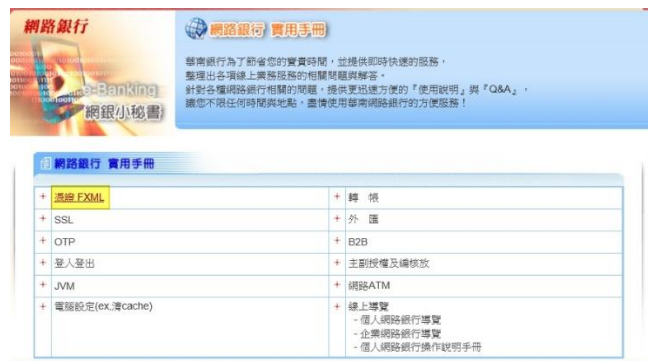 網路銀行
e-Banking
網銀小秘書
網路銀行 實用手冊
華南銀行為了節省您的寶貴時間，並提供即時快速的服務，
整理出各項線上業務服務的相關問題與解答。
針對各種網路銀行相關的問題，提供更迅速方便的『使用說明』與『Q&A』，
讓您不限任何時間與地點，盡情使用華南網路銀行的方便服務！
網路銀行 實用手冊
+ 憑證 FXML
+ 轉 帳
+ SSL
+ 外 匯
+ OTP
+ B2B
+ 登入登出
+ 主副授權及編核放
+ JVM
+ 網路ATM
+ 電腦設定(ex.清cache)
+ 線上導覽
- 個人網路銀行導覽
- 企業網路銀行導覽
- 個人網路銀行操作說明手冊